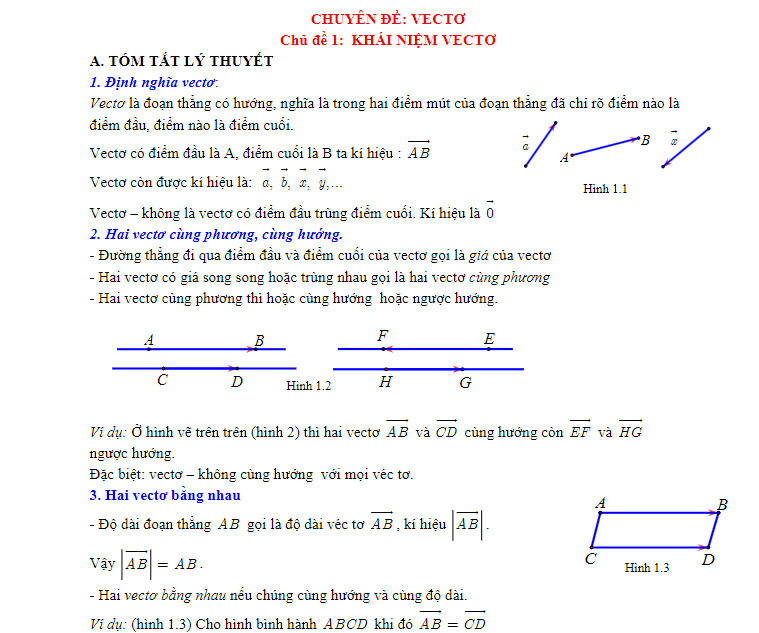 CHUYÊN ĐỀ: VECTƠ
Chủ đề 1: KHÁI NIỆM VECTƠ
A. TÓM TẮT LÝ THUYẾT
1. Định nghĩa vectơ:
Vectơ là đoạn thẳng có hướng, nghĩa là trong hai điểm mút của đoạn thẳng đã chỉ rõ điểm nào là
điểm đầu, điểm nào là điểm cuối.
Vectơ có điểm đầu là A, điểm cuối là B ta kí hiệu : $\overrightarrow{AB}$
Vectơ còn được kí hiệu là: $\vec{a}, \vec{b}, \vec{x}, \vec{y}$,…
$\vec{a}$
A
B
$\vec{x}$
Hình 1.1
Vectơ – không là vectơ có điểm đầu trùng điểm cuối. Kí hiệu là $\vec{0}$
2. Hai vectơ cùng phương, cùng hướng.
- Đường thẳng đi qua điểm đầu và điểm cuối của vectơ gọi là giá của vectơ
- Hai vectơ có giá song song hoặc trùng nhau gọi là hai vectơ cùng phương
- Hai vectơ cùng phương thì hoặc cùng hướng hoặc ngược hướng.
A B F E
C D Hình 1.2 H G
Ví dụ: Ở hình vẽ trên trên (hình 2) thì hai vectơ $\overrightarrow{AB}$ và $\overrightarrow{CD}$ cùng hướng còn $\overrightarrow{EF}$ và $\overrightarrow{HG}$
ngược hướng.
Đặc biệt: vectơ – không cùng hướng với mọi véc tơ.
3. Hai vectơ bằng nhau
- Độ dài đoạn thẳng AB gọi là độ dài véc tơ $\overrightarrow{AB}$, kí hiệu $|\overrightarrow{AB}|$.
Vậy $|\overrightarrow{AB}| = AB$.
A B
C Hình 1.3 D
- Hai vectơ bằng nhau nếu chúng cùng hướng và cùng độ dài.
Ví dụ: (hình 1.3) Cho hình bình hành ABCD khi đó $\overrightarrow{AB} = \overrightarrow{CD}$